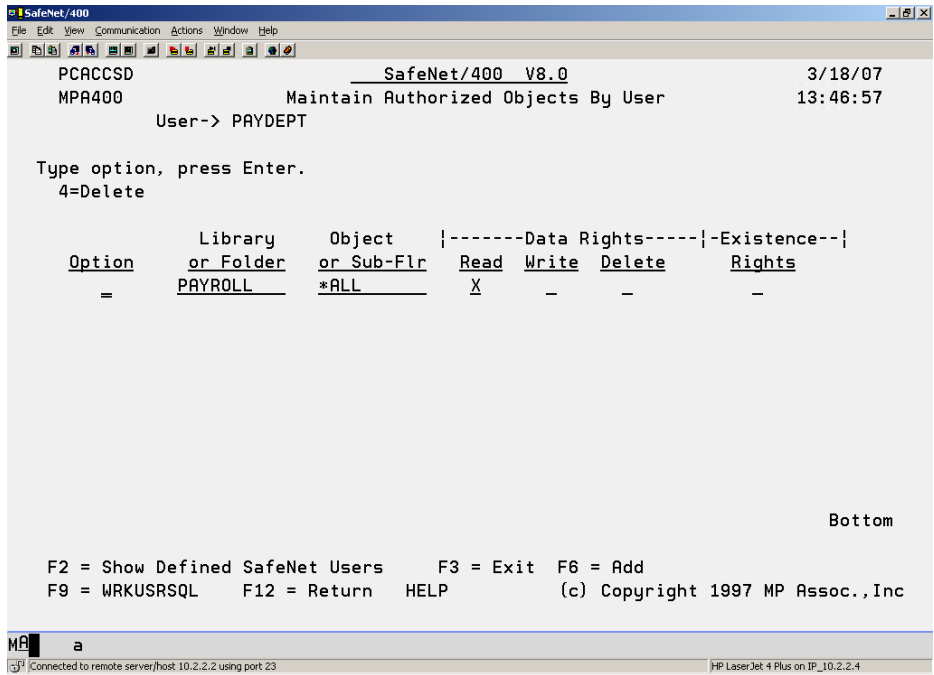 SafeNet/400
File Edit View Communication Actions Window Help
PCACCSD SafeNet/400 V8.0 3/18/07
MPA400 Maintain Authorized Objects By User 13:46:57
User-> PAYDEPT
Type option, press Enter.
4=Delete
Library Object ¦-------Data Rights-----¦-Existence--¦
Option or Folder or Sub-Flr Read Write Delete Rights
_ PAYROLL *ALL X _ _ _
Bottom
F2 = Show Defined SafeNet Users F3 = Exit F6 = Add
F9 = WRKUSRSQL F12 = Return HELP (c) Copyright 1997 MP Assoc.,Inc
MA a
Connected to remote server/host 10.2.2.2 using port 23 HP LaserJet 4 Plus on IP_10.2.2.4